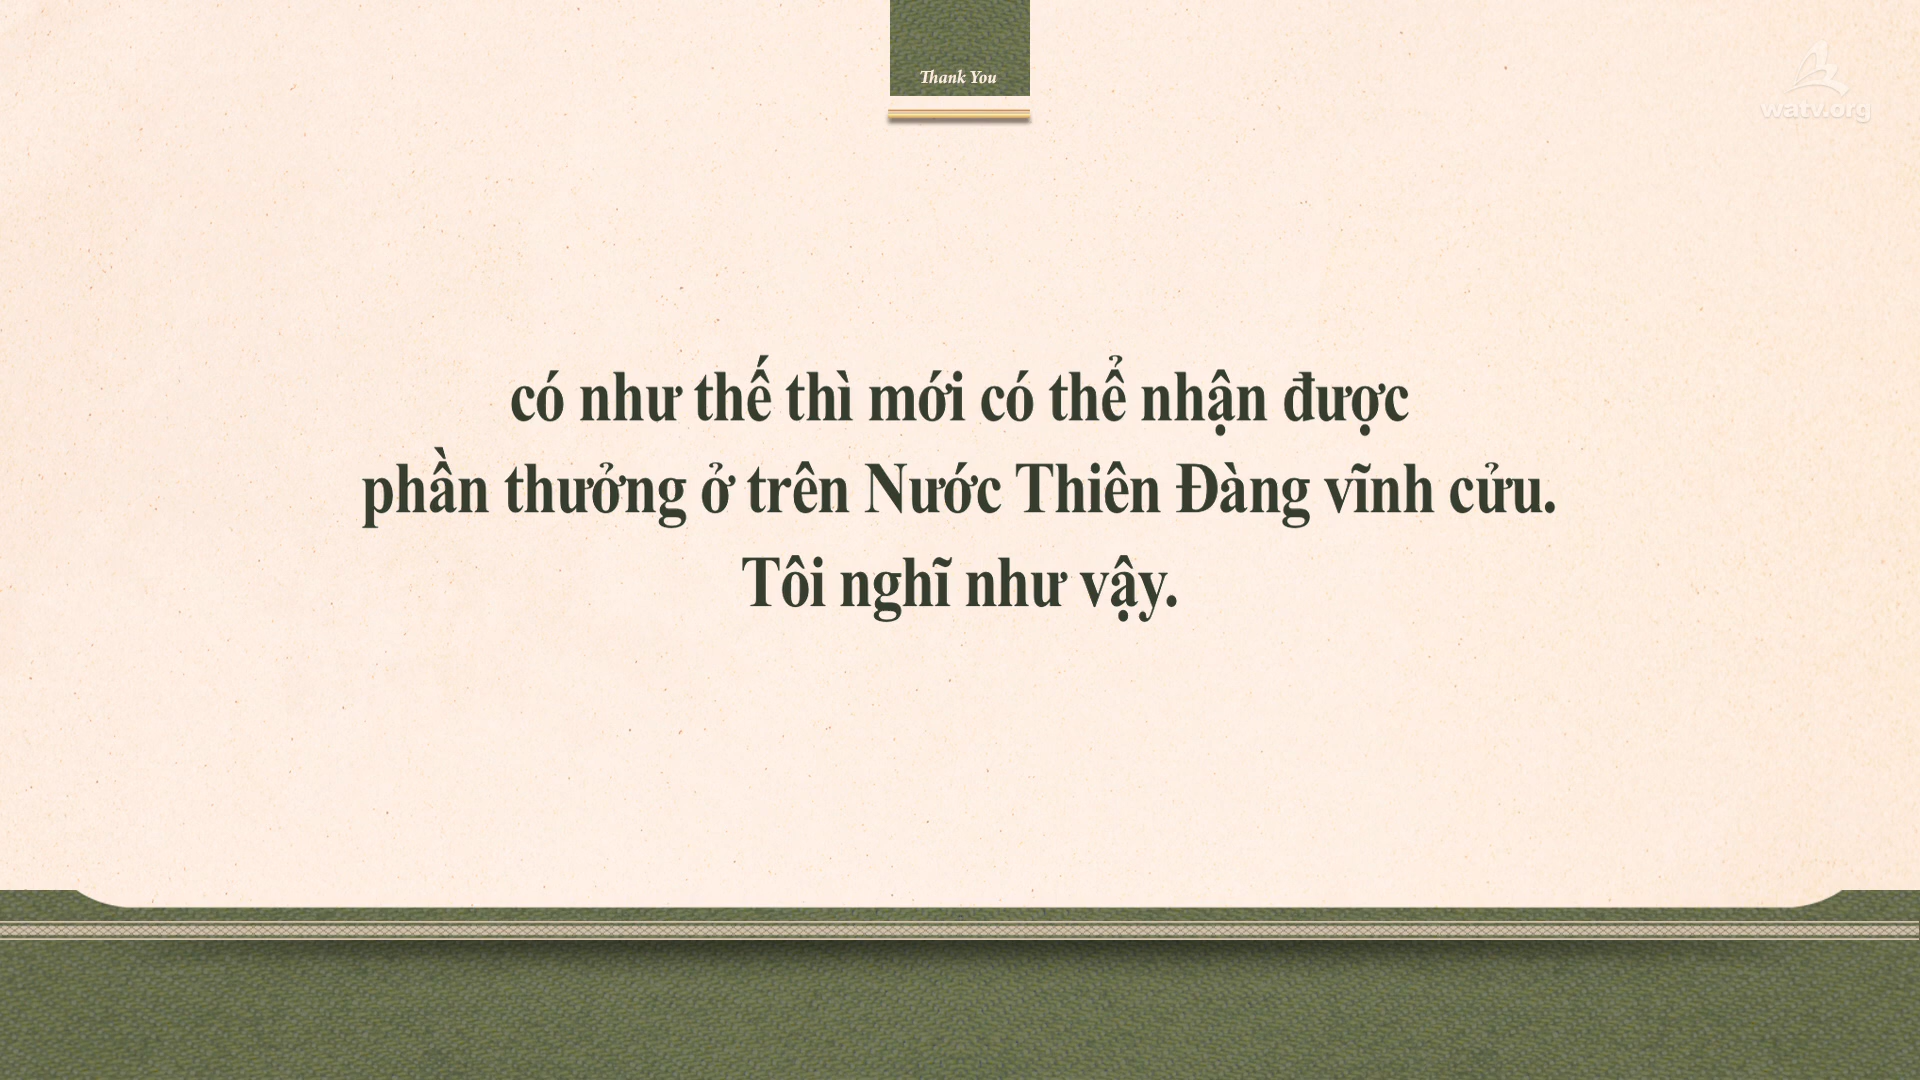 Thank You
watv.org
có như thế thì mới có thể nhận được
phần thưởng ở trên Nước Thiên Đàng vĩnh cửu.
Tôi nghĩ như vậy.